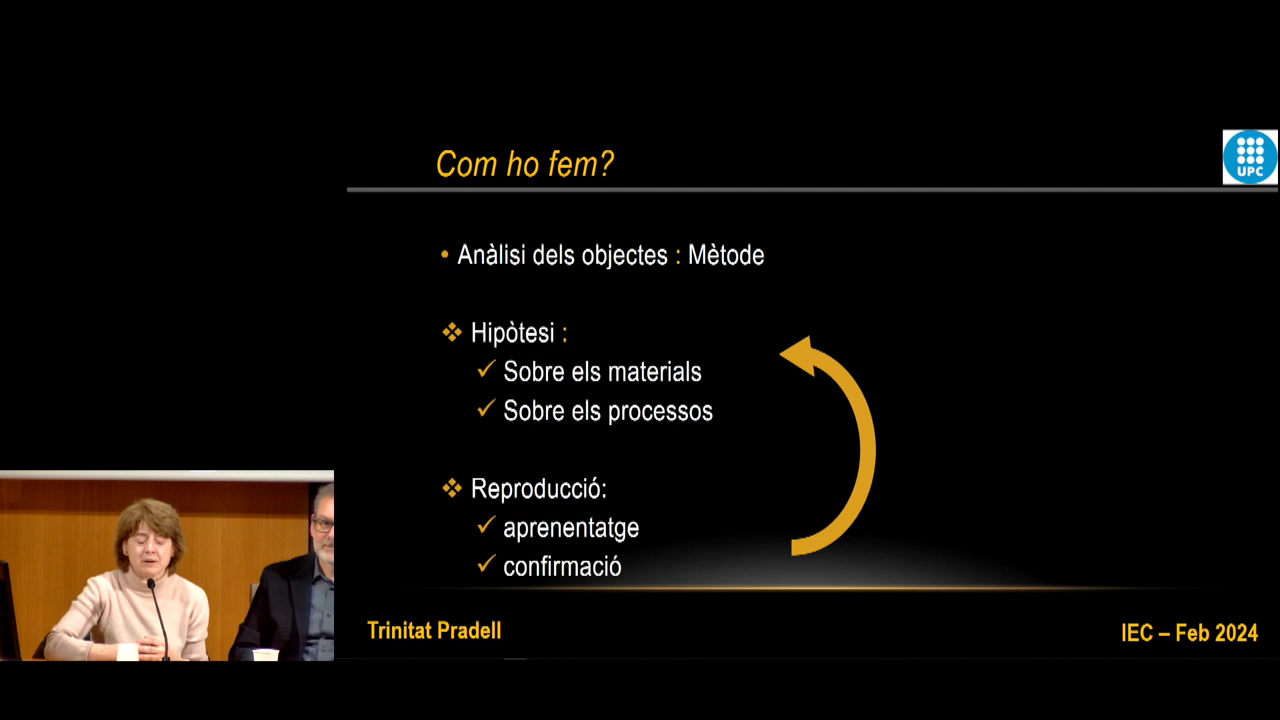 Com ho fem?
UPC
• Anàlisi dels objectes : Mètode
❖ Hipòtesi :
✓ Sobre els materials
✓ Sobre els processos
❖ Reproducció:
✓ aprenentatge
✓ confirmació
Trinitat Pradell
IEC – Feb 2024